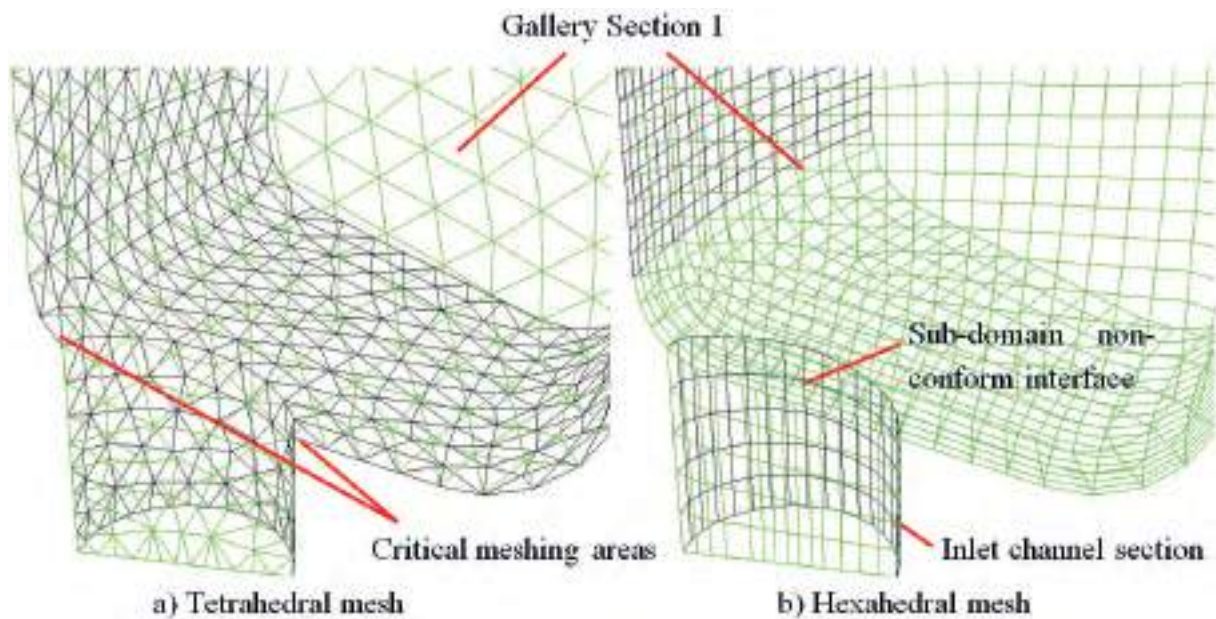 Gallery Section 1
Sub-domain non-
conform interface
Critical meshing areas
Inlet channel section
a) Tetrahedral mesh
b) Hexahedral mesh